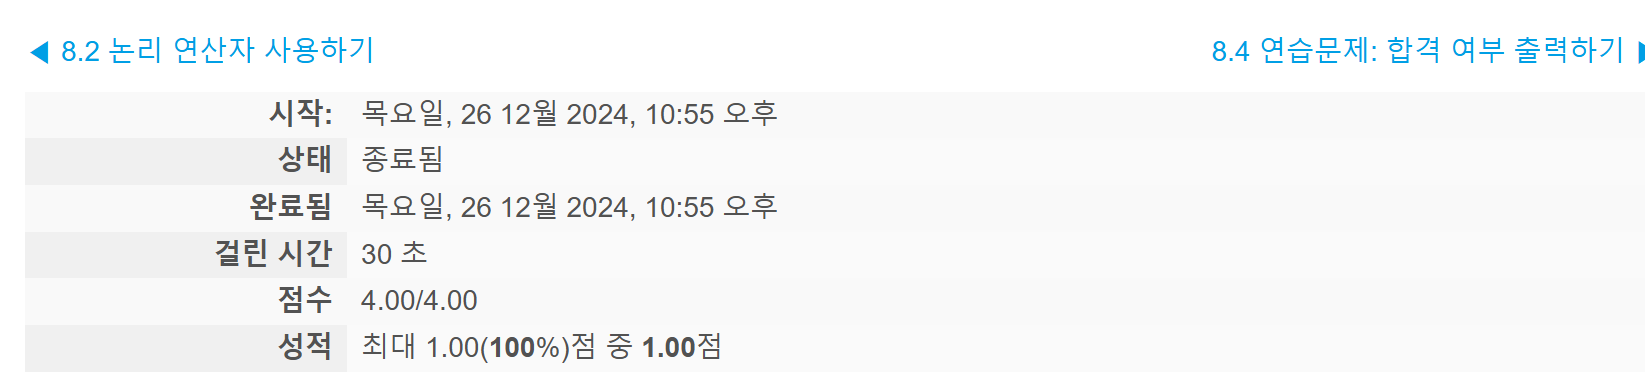 ◀ 8.2 논리 연산자 사용하기
8.4 연습문제: 합격 여부 출력하기 ▶
시작: 목요일, 26 12월 2024, 10:55 오후
상태 종료됨
완료됨 목요일, 26 12월 2024, 10:55 오후
걸린 시간 30 초
점수 4.00/4.00
성적 최대 1.00(100%)점 중 1.00점